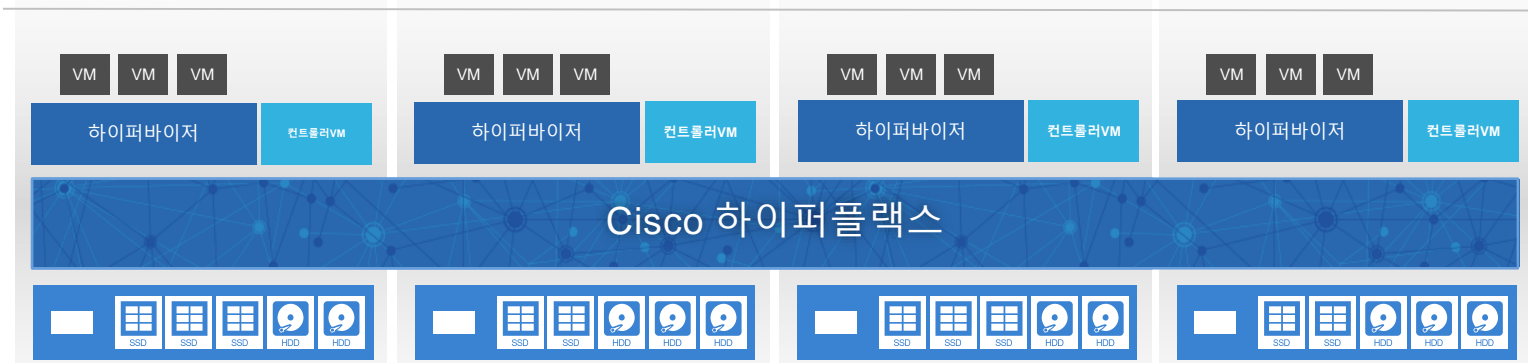 VM VM VM VM VM VM VM VM VM VM VM VM
하이퍼바이저 컨트롤러VM 하이퍼바이저 컨트롤러VM 하이퍼바이저 컨트롤러VM 하이퍼바이저 컨트롤러VM
Cisco 하이퍼플랙스
SSD SSD SSD HDD HDD SSD SSD HDD HDD HDD SSD SSD SSD HDD HDD SSD SSD HDD HDD HDD